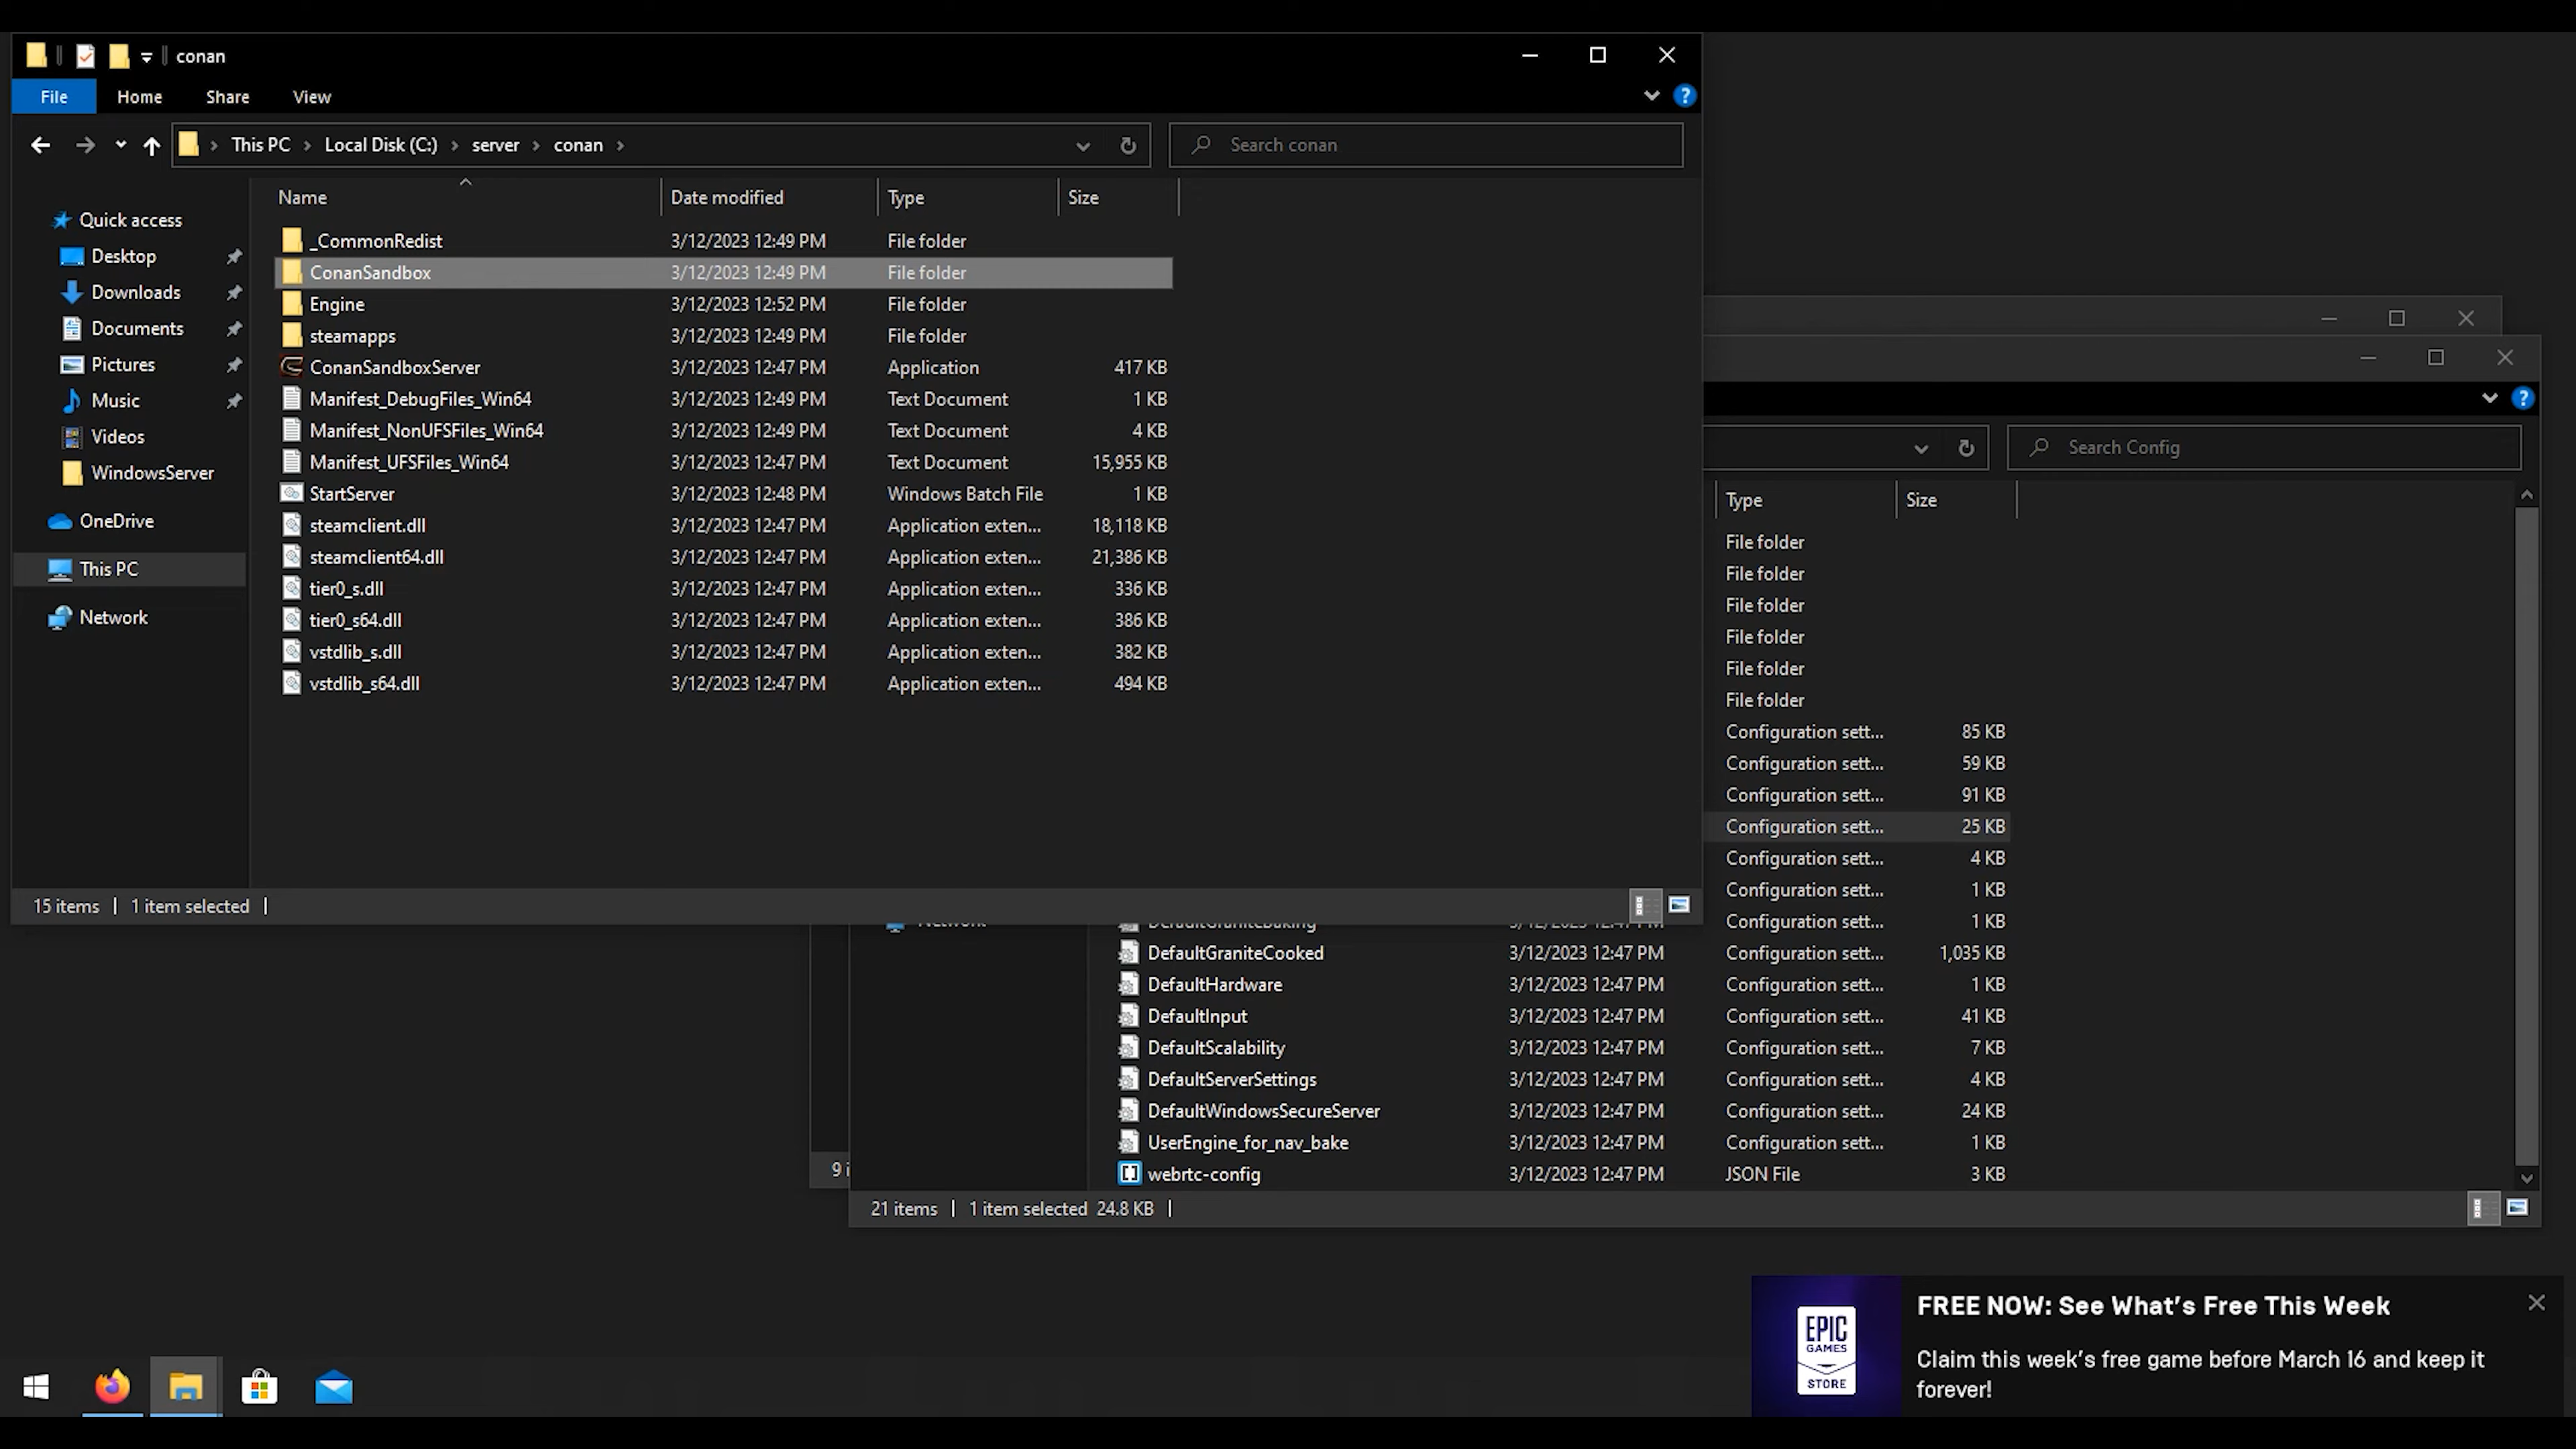 conan
File Home Share View
This PC Local Disk (C:) server conan
Search conan
Name Date modified Type Size
Quick access
Desktop
Downloads
Documents
Pictures
Music
Videos
WindowsServer
OneDrive
This PC
Network
_CommonRedist 3/12/2023 12:49 PM File folder
ConanSandbox 3/12/2023 12:49 PM File folder
Engine 3/12/2023 12:52 PM File folder
steamapps 3/12/2023 12:49 PM File folder
ConanSandboxServer 3/12/2023 12:47 PM Application 417 KB
Manifest_DebugFiles_Win64 3/12/2023 12:49 PM Text Document 1 KB
Manifest_NonUFSFiles_Win64 3/12/2023 12:49 PM Text Document 4 KB
Manifest_UFSFiles_Win64 3/12/2023 12:47 PM Text Document 15,955 KB
StartServer 3/12/2023 12:48 PM Windows Batch File 1 KB
steamclient.dll 3/12/2023 12:47 PM Application exten... 18,118 KB
steamclient64.dll 3/12/2023 12:47 PM Application exten... 21,386 KB
tier0_s.dll 3/12/2023 12:47 PM Application exten... 336 KB
tier0_s64.dll 3/12/2023 12:47 PM Application exten... 386 KB
vstdlib_s.dll 3/12/2023 12:47 PM Application exten... 382 KB
vstdlib_s64.dll 3/12/2023 12:47 PM Application exten... 494 KB
15 items 1 item selected
Search Config
Type Size
File folder
File folder
File folder
File folder
File folder
File folder
Configuration sett... 85 KB
Configuration sett... 59 KB
Configuration sett... 91 KB
Configuration sett... 25 KB
Configuration sett... 4 KB
Configuration sett... 1 KB
Configuration sett... 1 KB
DefaultGraniteCooked 3/12/2023 12:47 PM Configuration sett... 1,035 KB
DefaultHardware 3/12/2023 12:47 PM Configuration sett... 1 KB
DefaultInput 3/12/2023 12:47 PM Configuration sett... 41 KB
DefaultScalability 3/12/2023 12:47 PM Configuration sett... 7 KB
DefaultServerSettings 3/12/2023 12:47 PM Configuration sett... 4 KB
DefaultWindowsSecureServer 3/12/2023 12:47 PM Configuration sett... 24 KB
UserEngine_for_nav_bake 3/12/2023 12:47 PM Configuration sett... 1 KB
webrtc-config 3/12/2023 12:47 PM JSON File 3 KB
9 i
21 items 1 item selected 24.8 KB
EPIC
GAMES
STORE
FREE NOW: See What's Free This Week
Claim this week's free game before March 16 and keep it
forever!